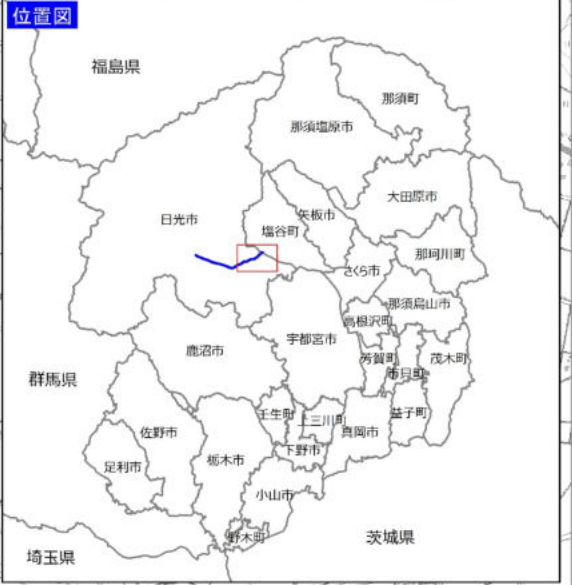 位置図
福島県
那須町
那須塩原市
大田原市
日光市
矢板市
塩谷町
那珂川町
さくら市
那須烏山市
高根沢町
宇都宮市
鹿沼市
芳賀町
茂木町
市貝町
群馬県
壬生町
益子町
上三川町
佐野市
真岡市
下野市
栃木市
足利市
小山市
野木町
茨城県
埼玉県